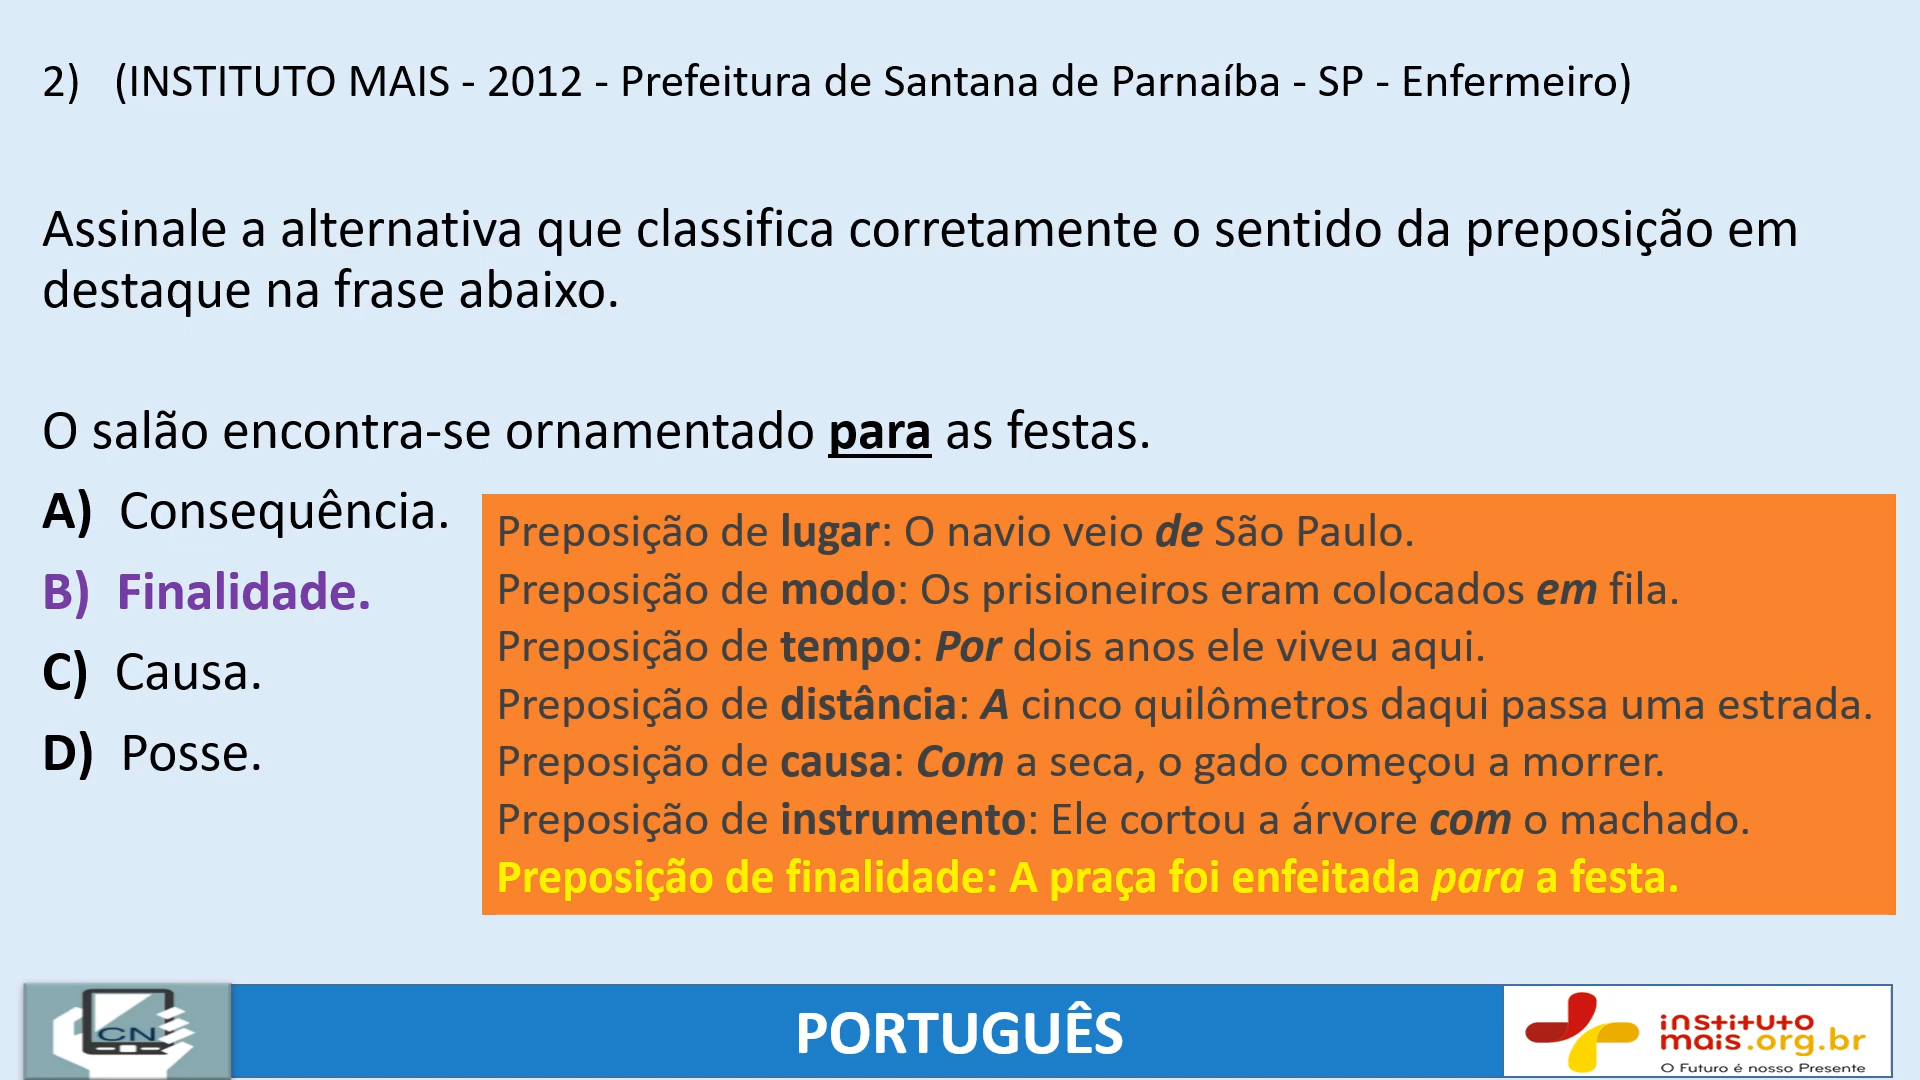 2) (INSTITUTO MAIS - 2012 - Prefeitura de Santana de Parnaíba - SP - Enfermeiro)
Assinale a alternativa que classifica corretamente o sentido da preposição em
destaque na frase abaixo.
O salão encontra-se ornamentado para as festas.
A) Consequência.
B) Finalidade.
C) Causa.
D) Posse.
Preposição de lugar: O navio veio de São Paulo.
Preposição de modo: Os prisioneiros eram colocados em fila.
Preposição de tempo: Por dois anos ele viveu aqui.
Preposição de distância: A cinco quilômetros daqui passa uma estrada.
Preposição de causa: Com a seca, o gado começou a morrer.
Preposição de instrumento: Ele cortou a árvore com o machado.
Preposição de finalidade: A praça foi enfeitada para a festa.
CN
PORTUGUÊS
instituto
mais.org.br
O Futuro é nosso Presente